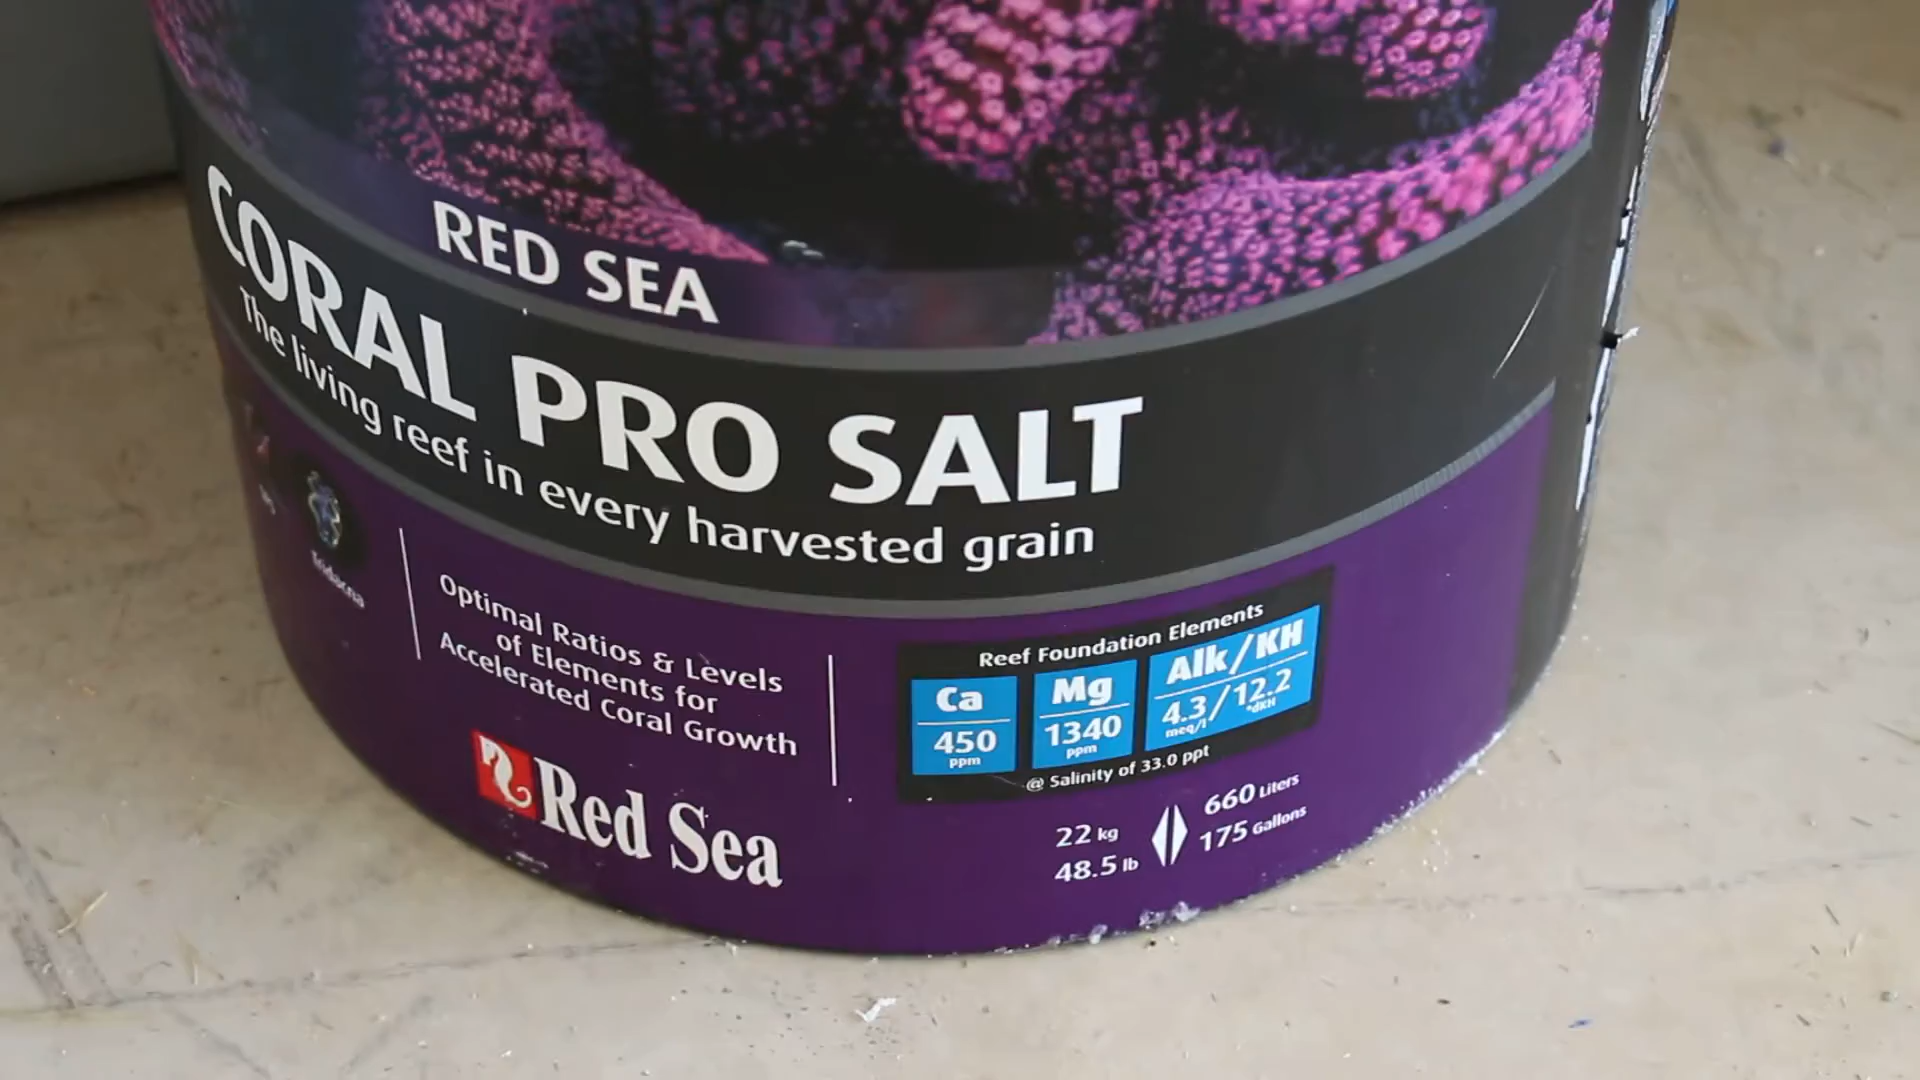 RED SEA
CORAL PRO SALT
The living reef in every harvested grain
Tridacna
Optimal Ratios & Levels
of Elements for
Accelerated Coral Growth
Red Sea
Reef Foundation Elements
Ca
450
ppm
Mg
1340
ppm
Alk/KH
4.3/12.2
meq/l °dKH
@ Salinity of 33.0 ppt
22 kg
48.5 lb
660 Liters
175 Gallons